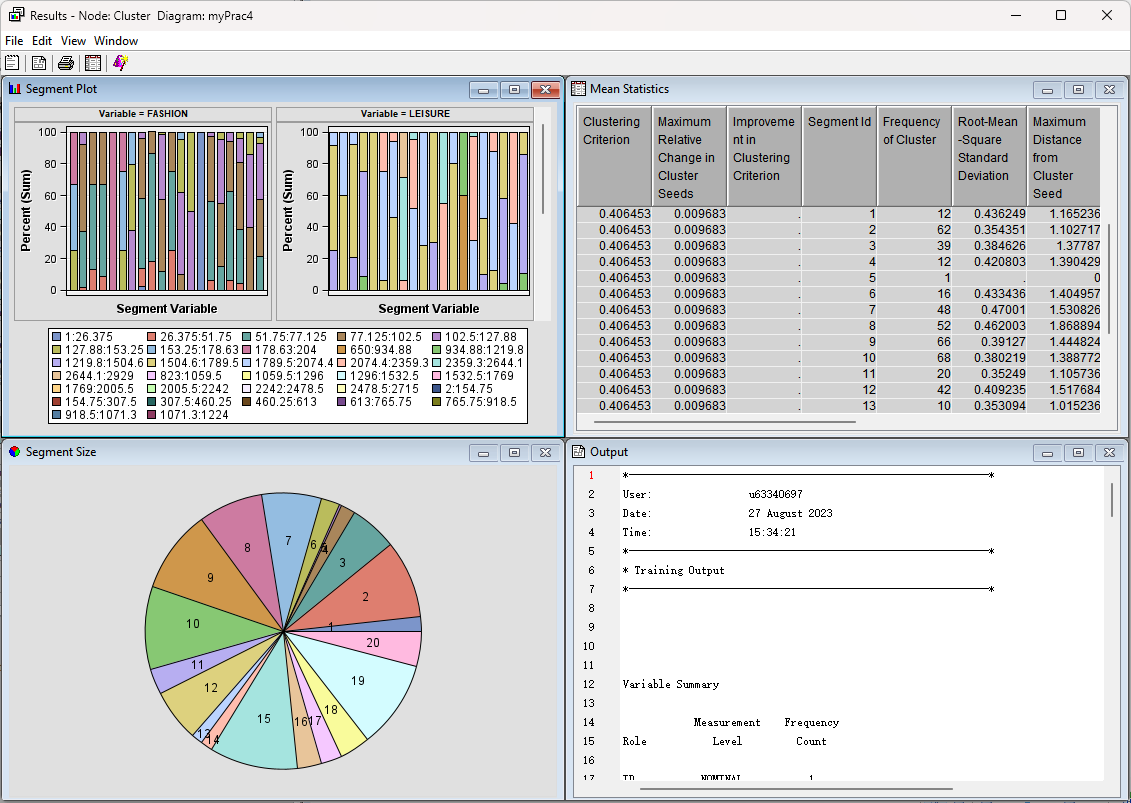 Results - Node: Cluster Diagram: myPrac4
File Edit View Window
Segment Plot
Variable = FASHION
Variable = LEISURE
Percent (Sum)
100
80
60
40
20
0
Segment Variable
Percent (Sum)
100
80
60
40
20
0
Segment Variable
1:26.375 26.375:51.75 51.75:77.125 77.125:102.5 102.5:127.88
127.88:153.25 153.25:178.63 178.63:204 650:934.88 934.88:1219.8
1219.8:1504.6 1504.6:1789.5 1789.5:2074.4 2074.4:2359.3 2359.3:2644.1
2644.1:2929 823:1059.5 1059.5:1296 1296:1532.5 1532.5:1769
1769:2005.5 2005.5:2242 2242:2478.5 2478.5:2715 2:154.75
154.75:307.5 307.5:460.25 460.25:613 613:765.75 765.75:918.5
918.5:1071.3 1071.3:1224
Mean Statistics
Clustering Criterion Maximum Relative Change in Cluster Seeds Improveme nt in Clustering Criterion Segment Id Frequency of Cluster Root-Mean -Square Standard Deviation Maximum Distance from Cluster Seed
0.406453 0.009683 . 1 12 0.436249 1.165236
0.406453 0.009683 . 2 62 0.354351 1.102717
0.406453 0.009683 . 3 39 0.384626 1.37787
0.406453 0.009683 . 4 12 0.420803 1.390429
0.406453 0.009683 . 5 1 . 0
0.406453 0.009683 . 6 16 0.433436 1.404957
0.406453 0.009683 . 7 48 0.47001 1.530826
0.406453 0.009683 . 8 52 0.462003 1.868894
0.406453 0.009683 . 9 66 0.39127 1.444824
0.406453 0.009683 . 10 68 0.380219 1.388772
0.406453 0.009683 . 11 20 0.35249 1.105736
0.406453 0.009683 . 12 42 0.409235 1.517684
0.406453 0.009683 . 13 10 0.353094 1.015236
Segment Size
1
2
3
4
6
7
8
9
10
11
12
13
14
15
16
17
18
19
20
Output
1 *------------------------------------------------------------*
2 User: u63340697
3 Date: 27 August 2023
4 Time: 15:34:21
5 *------------------------------------------------------------*
6 * Training Output
7 *------------------------------------------------------------*
8
9
10
11
12 Variable Summary
13
14 Measurement Frequency
15 Role Level Count
16
17 ID NOMINAL 1